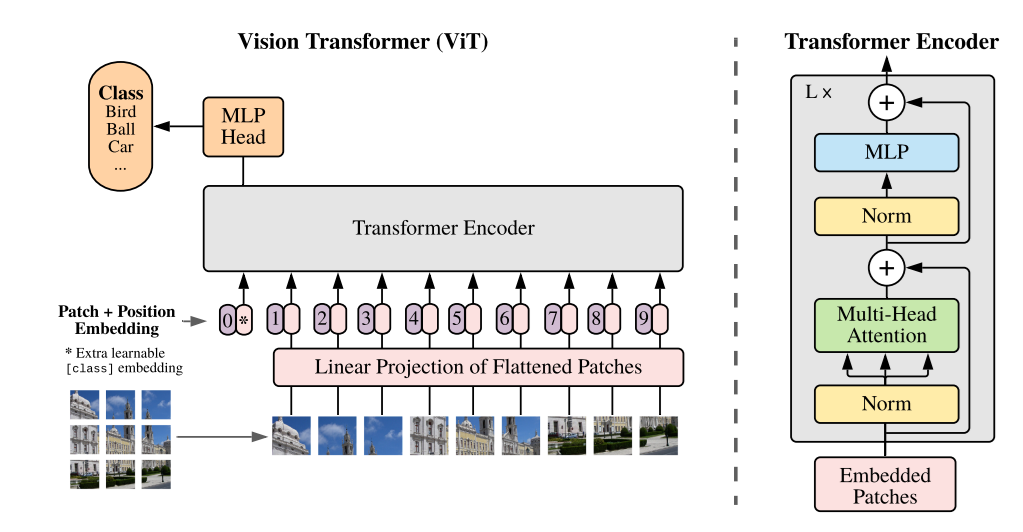 Vision Transformer (ViT)
Class
Bird
Ball
Car
...
MLP
Head
Transformer Encoder
Patch + Position
Embedding
0 * 1 2 3 4 5 6 7 8 9
* Extra learnable
[class] embedding
Linear Projection of Flattened Patches
Transformer Encoder
L x
+
MLP
Norm
+
Multi-Head
Attention
Norm
Embedded
Patches